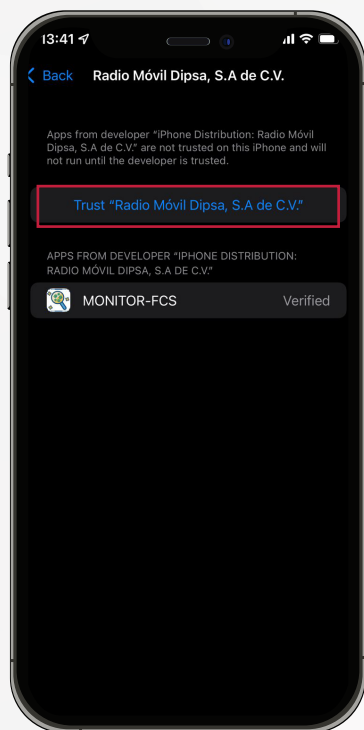 13:41
Back Radio Móvil Dipsa, S.A de C.V.
Apps from developer "iPhone Distribution: Radio Móvil
Dipsa, S.A de C.V." are not trusted on this iPhone and will
not run until the developer is trusted.
Trust "Radio Móvil Dipsa, S.A de C.V."
APPS FROM DEVELOPER "IPHONE DISTRIBUTION:
RADIO MÓVIL DIPSA, S.A DE C.V."
MONITOR-FCS Verified